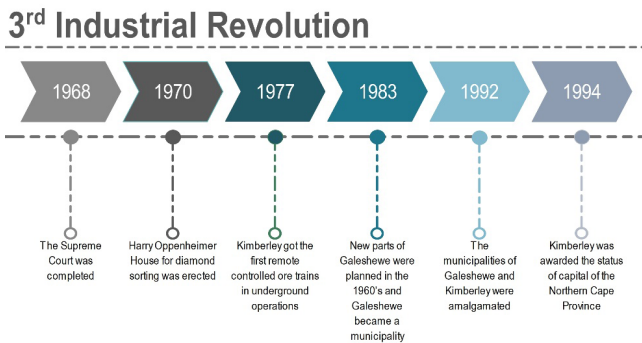 3rd Industrial Revolution
1968
1970
1977
1983
1992
1994
The Supreme
Court was
completed
Harry Oppenheimer
House for diamond
sorting was erected
Kimberley got the
first remote
controlled ore trains
in underground
operations
New parts of
Galeshewe were
planned in the
1960's and
Galeshewe
became a
municipality
The
municipalities of
Galeshewe and
Kimberley were
amalgamated
Kimberley was
awarded the status
of capital of the
Northern Cape
Province